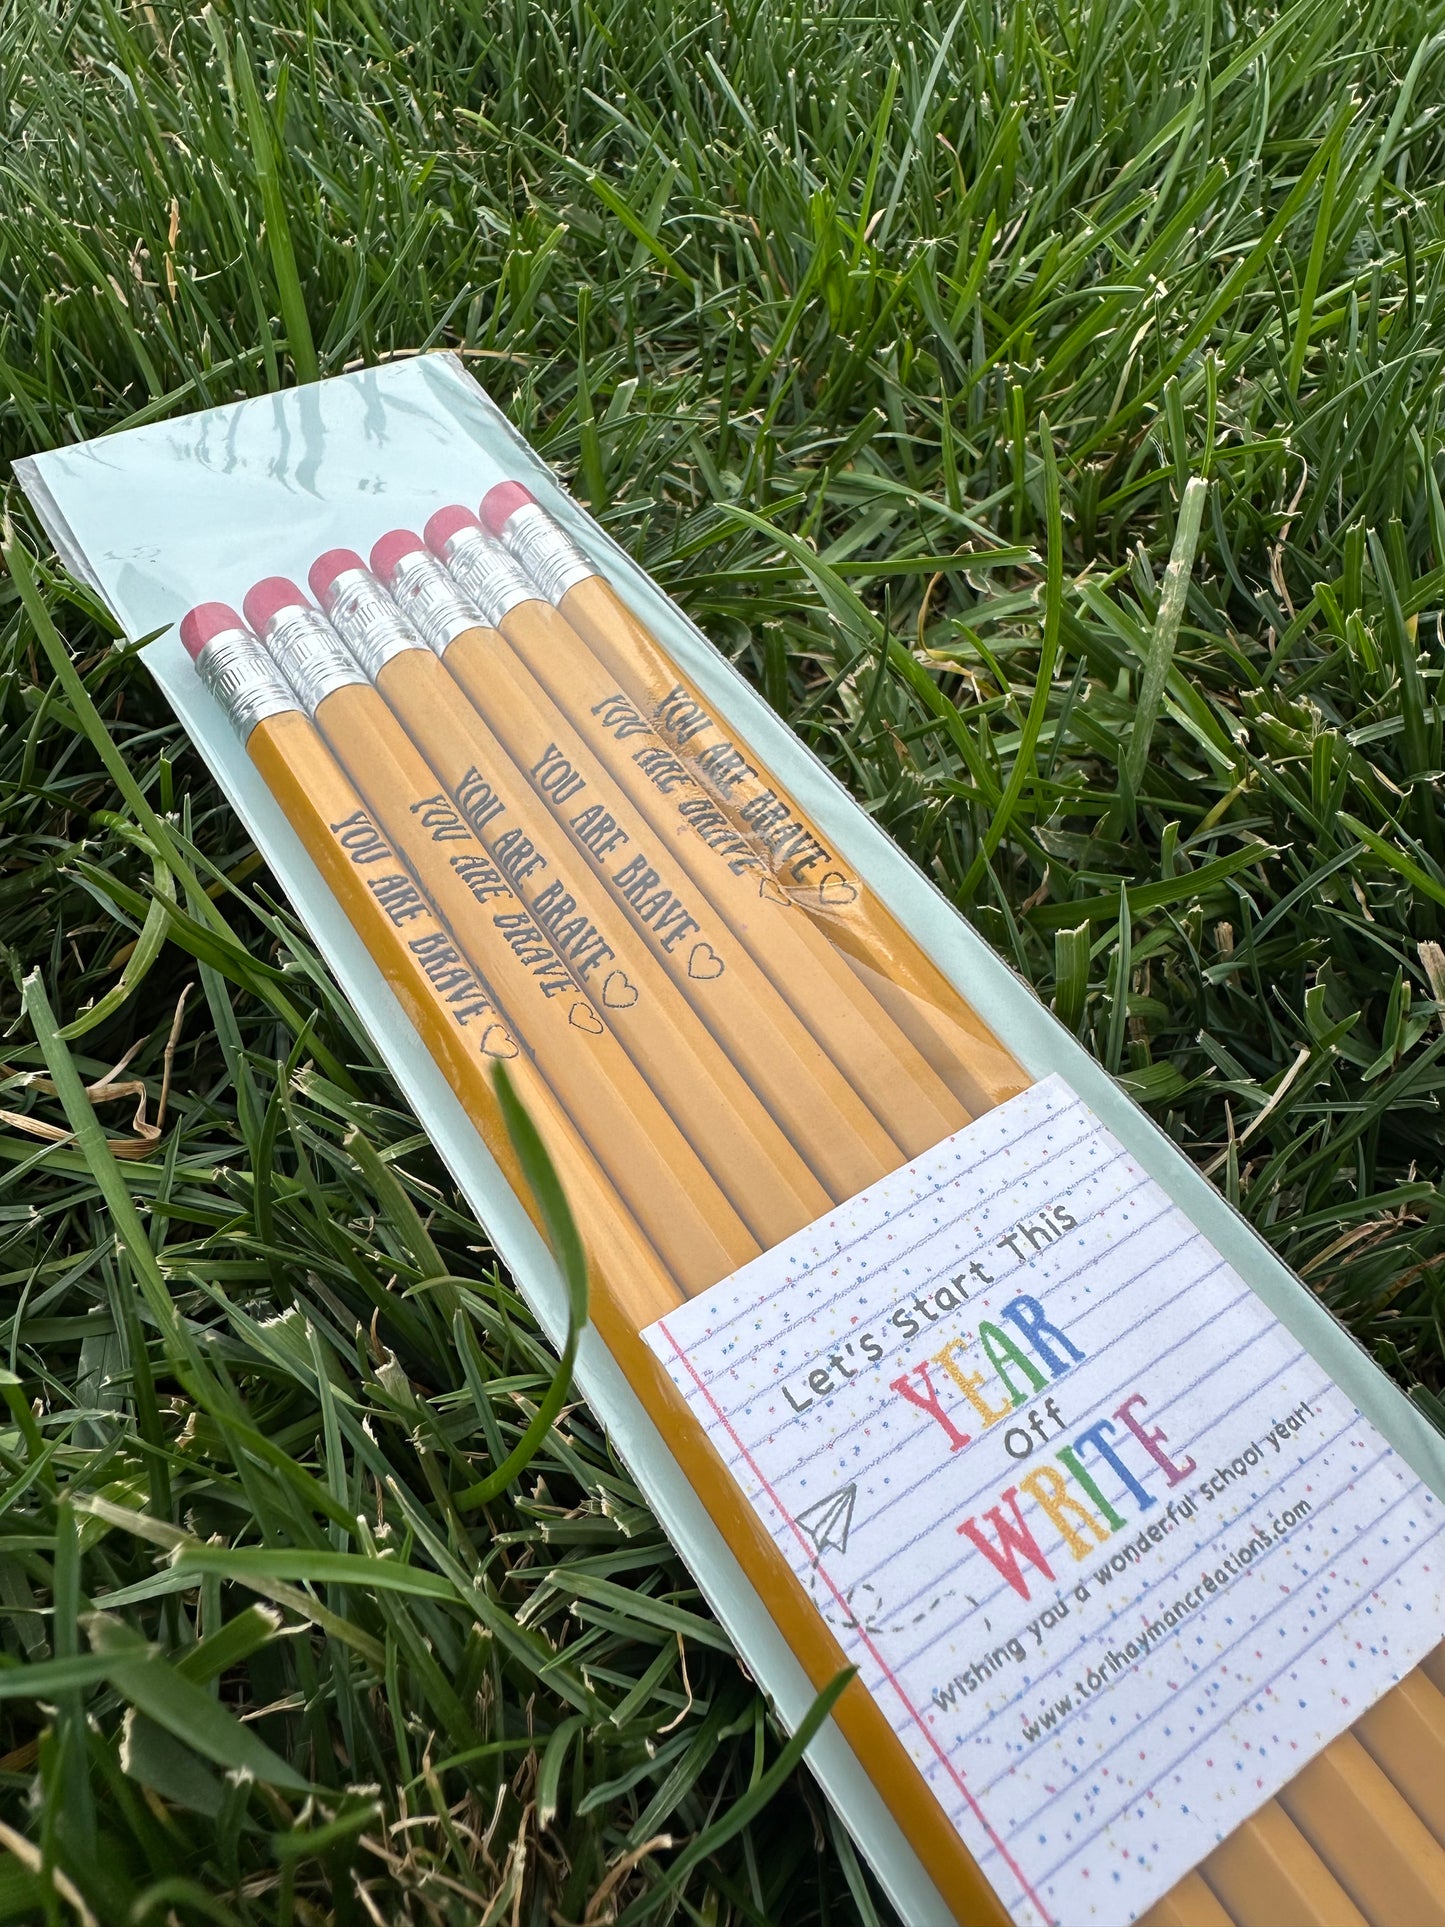 YOU ARE BRAVE
YOU ARE BRAVE
YOU ARE BRAVE
YOU ARE BRAVE
YOU ARE BRAVE
YOU ARE BRAVE
Let's Start This
YEAR
Off
WRITE
Wishing you a wonderful school year!
www.torihaymancreations.com